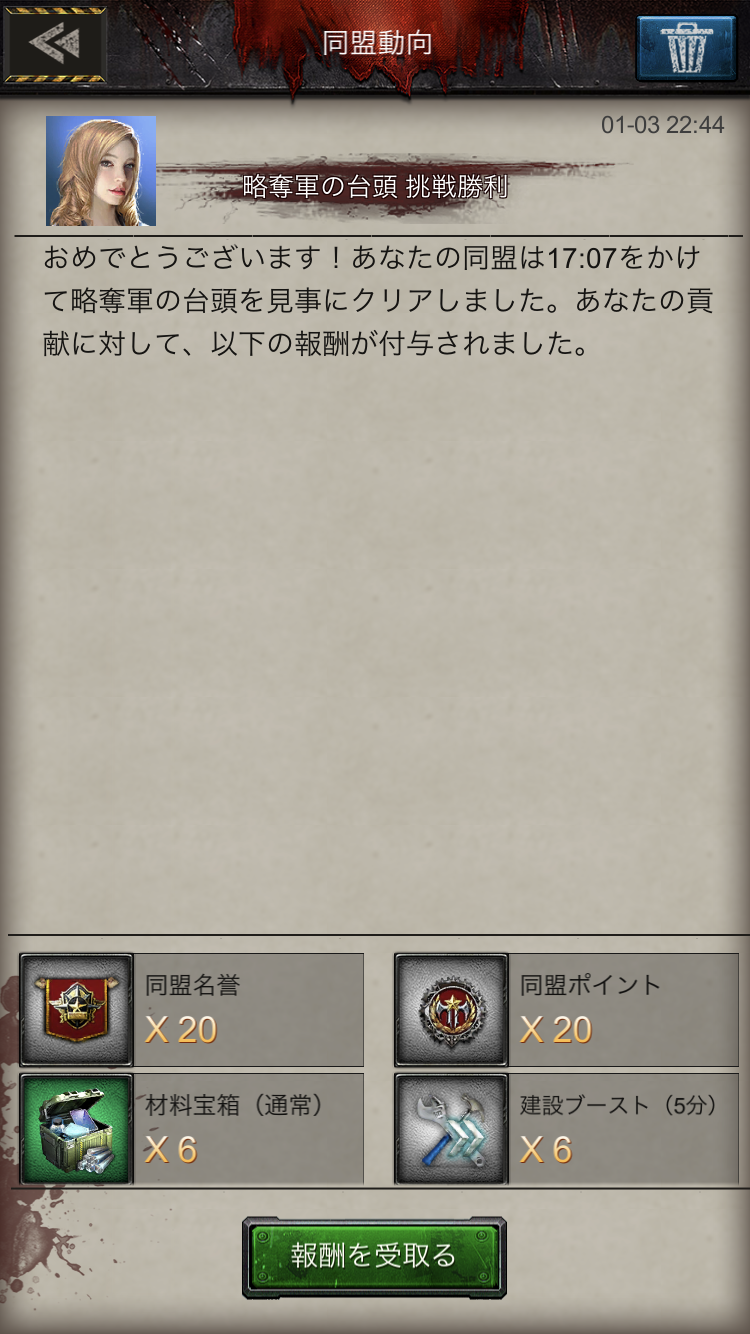 同盟動向
01-03 22:44
略奪軍の台頭 挑戦勝利
おめでとうございます！あなたの同盟は17:07をかけ
て略奪軍の台頭を見事にクリアしました。あなたの貢
献に対して、以下の報酬が付与されました。
同盟名誉
X 20
同盟ポイント
X 20
材料宝箱（通常）
X 6
建設ブースト（5分）
X 6
報酬を受取る